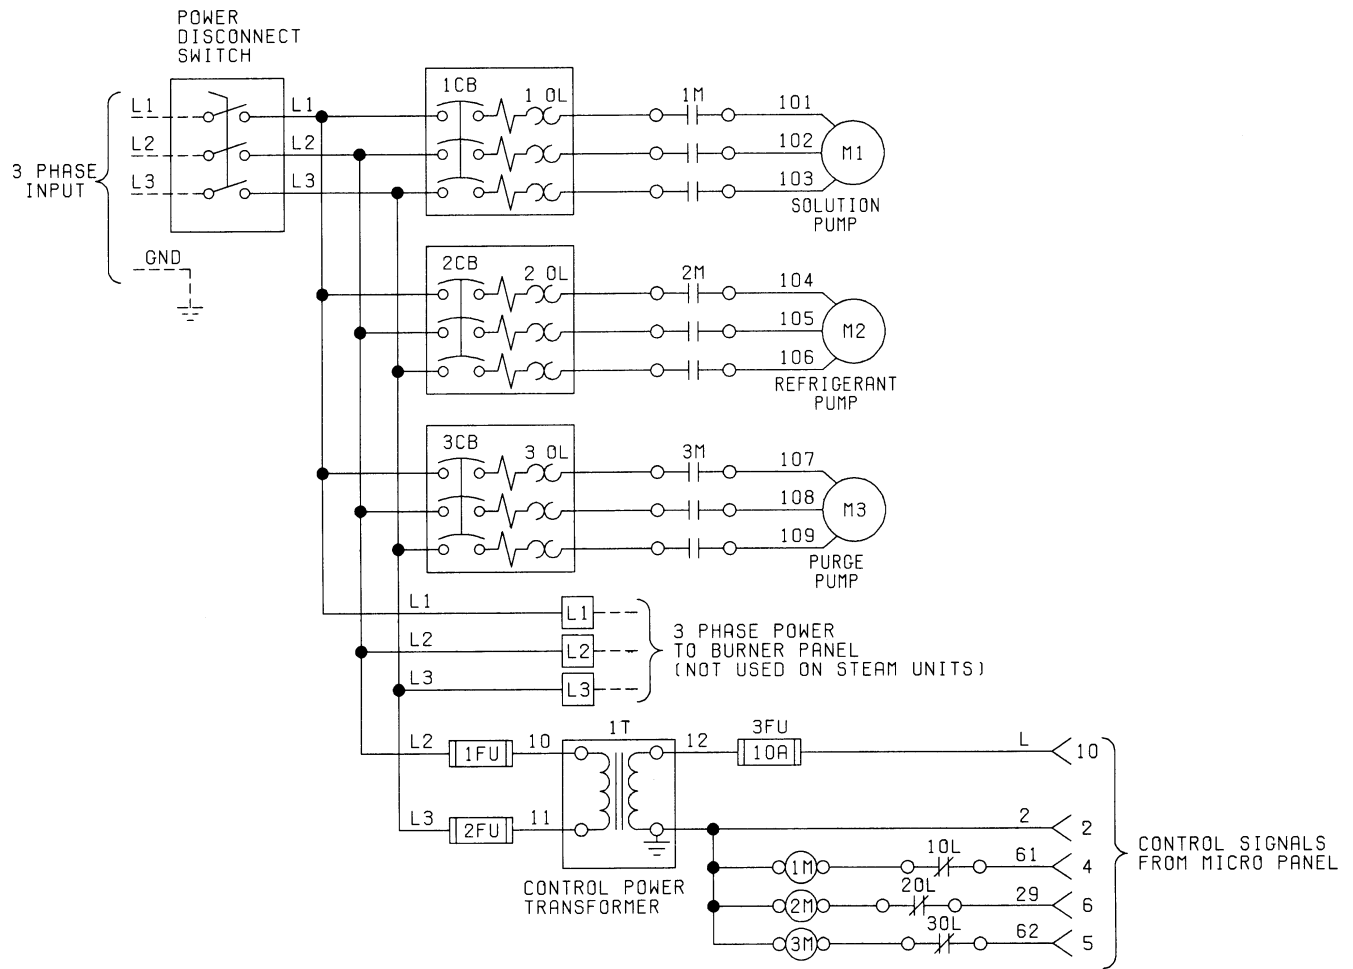 POWER
DISCONNECT
SWITCH
3 PHASE
INPUT
L1
L2
L3
GND
L1
L2
L3
1CB
1 OL
1M
101
102
103
M1
SOLUTION
PUMP
2CB
2 OL
2M
104
105
106
M2
REFRIGERANT
PUMP
3CB
3 OL
3M
107
108
109
M3
PURGE
PUMP
L1
L1
L2
L2
L3
L3
3 PHASE POWER
TO BURNER PANEL
(NOT USED ON STEAM UNITS)
L2
1FU
10
1T
12
3FU
10A
L
10
L3
2FU
11
2
2
CONTROL POWER
TRANSFORMER
1M
1OL
61
4
2M
2OL
29
6
3M
3OL
62
5
CONTROL SIGNALS
FROM MICRO PANEL